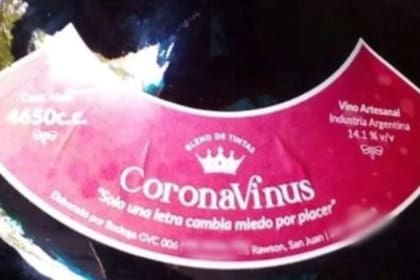 4650c.c.
BLEND DE TINTAS
CoronaVinus
"Solo una letra cambia miedo por placer"
Vino Artesanal
Industria Argentina
14.1 % v/v
Elaborado por Bodega GVC 006
Rawson, San Juan |